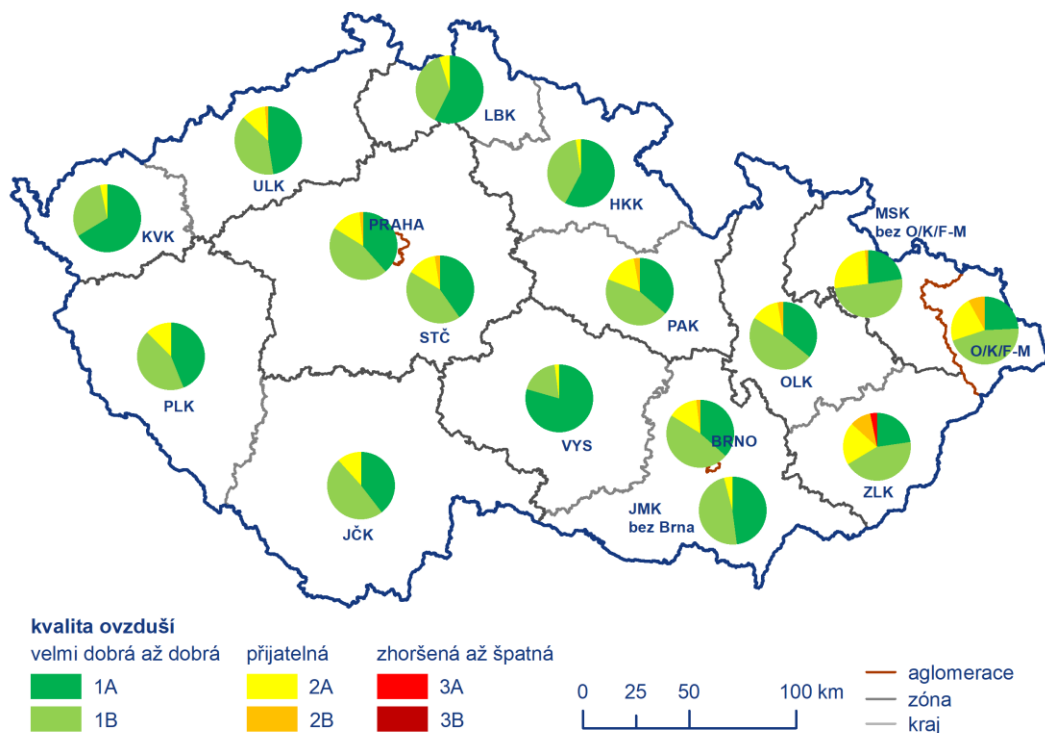 LBK
ULK
HKK
MSK
bez O/K/F-M
PRAHA
KVK
STČ
PAK
O/K/F-M
OLK
PLK
VYS
BRNO
ZLK
JMK
bez Brna
JČK
kvalita ovzduší
velmi dobrá až dobrá
přijatelná
zhoršená až špatná
1A
2A
3A
1B
2B
3B
0 25 50 100 km
aglomerace
zóna
kraj